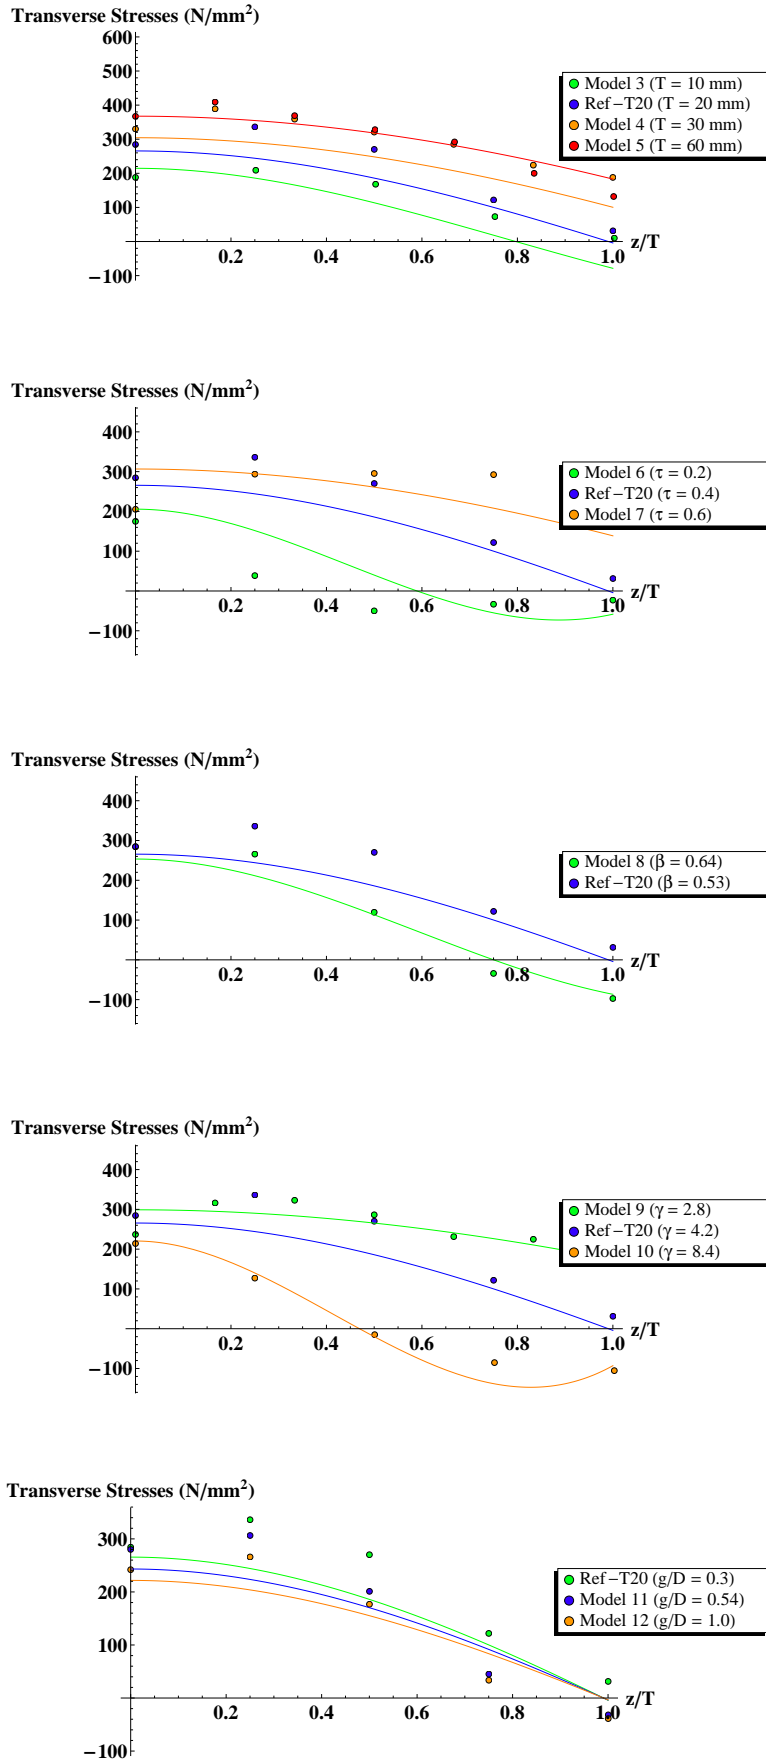 Transverse Stresses (N/mm²)
600
500
400
300
200
100
−100
0.2
0.4
0.6
0.8
1.0
z/T
Model 3 (T = 10 mm)
Ref−T20 (T = 20 mm)
Model 4 (T = 30 mm)
Model 5 (T = 60 mm)
Transverse Stresses (N/mm²)
400
300
200
100
−100
0.2
0.4
0.6
0.8
1.0
z/T
Model 6 (τ = 0.2)
Ref−T20 (τ = 0.4)
Model 7 (τ = 0.6)
Transverse Stresses (N/mm²)
400
300
200
100
−100
0.2
0.4
0.6
0.8
1.0
z/T
Model 8 (β = 0.64)
Ref−T20 (β = 0.53)
Transverse Stresses (N/mm²)
400
300
200
100
−100
0.2
0.4
0.6
0.8
1.0
z/T
Model 9 (γ = 2.8)
Ref−T20 (γ = 4.2)
Model 10 (γ = 8.4)
Transverse Stresses (N/mm²)
300
200
100
−100
0.2
0.4
0.6
0.8
1.0
z/T
Ref−T20 (g/D = 0.3)
Model 11 (g/D = 0.54)
Model 12 (g/D = 1.0)